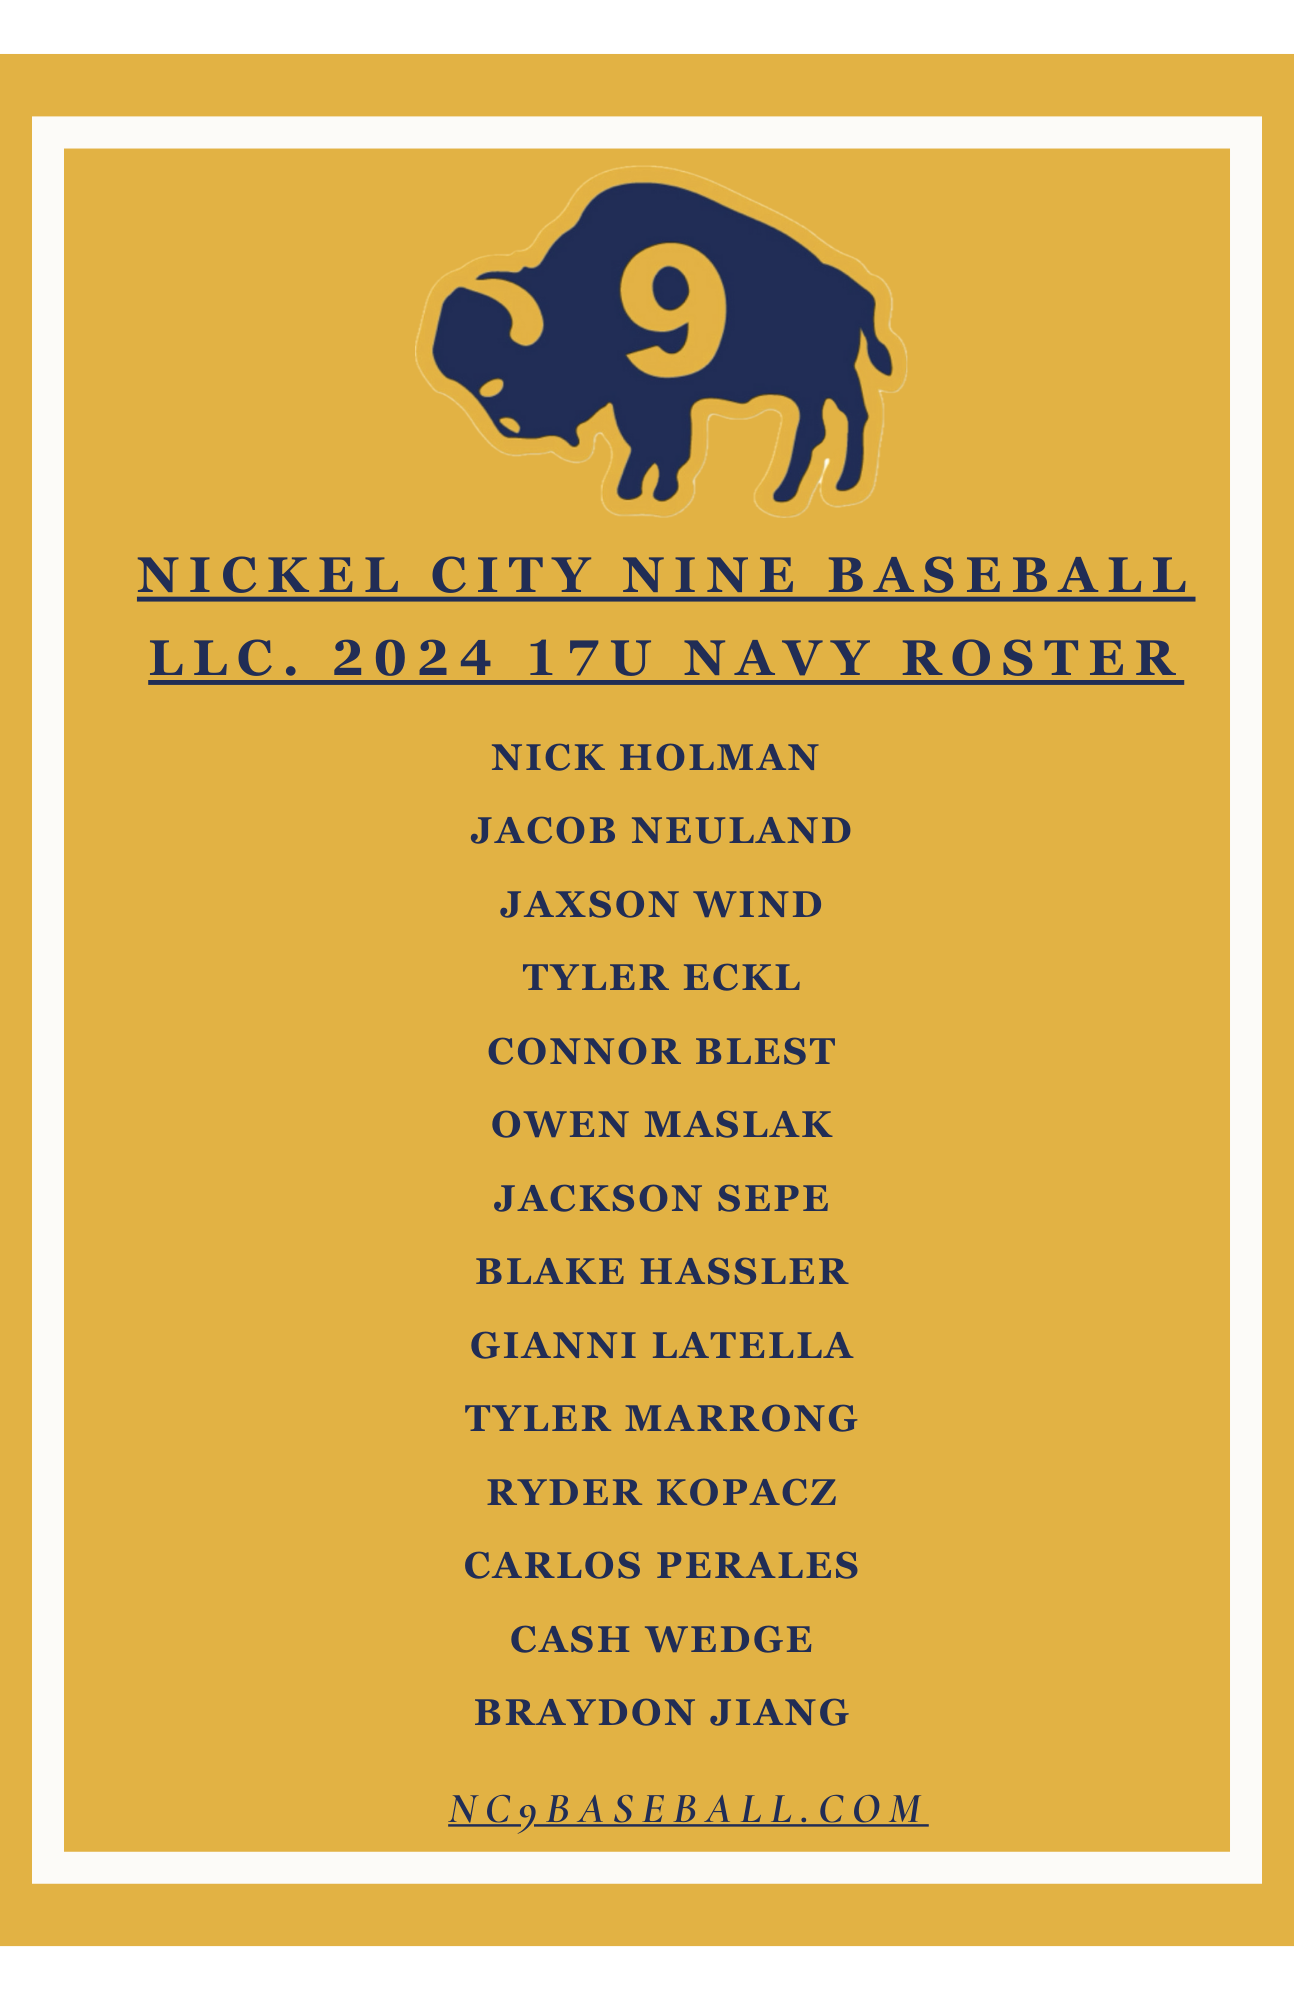 9
NICKEL CITY NINE BASEBALL
LLC. 2024 17U NAVY ROSTER
NICK HOLMAN
JACOB NEULAND
JAXSON WIND
TYLER ECKL
CONNOR BLEST
OWEN MASLAK
JACKSON SEPE
BLAKE HASSLER
GIANNI LATELLA
TYLER MARRONG
RYDER KOPACZ
CARLOS PERALES
CASH WEDGE
BRAYDON JIANG
NC9BASEBALL.COM